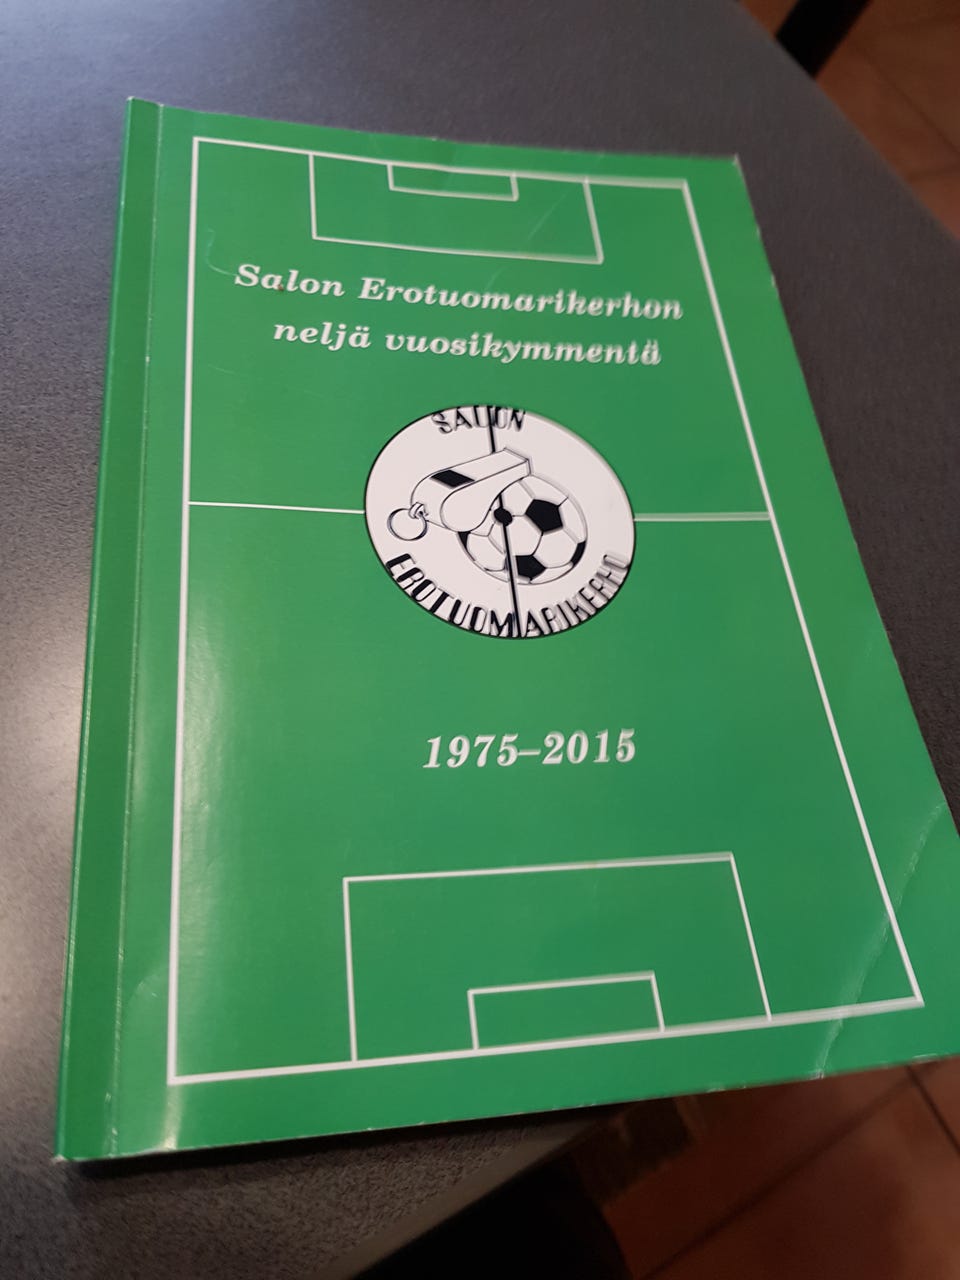 Salon Erotuomarikerhon
neljä vuosikymmentä
SALON
EROTUOMARIKERHO
1975–2015